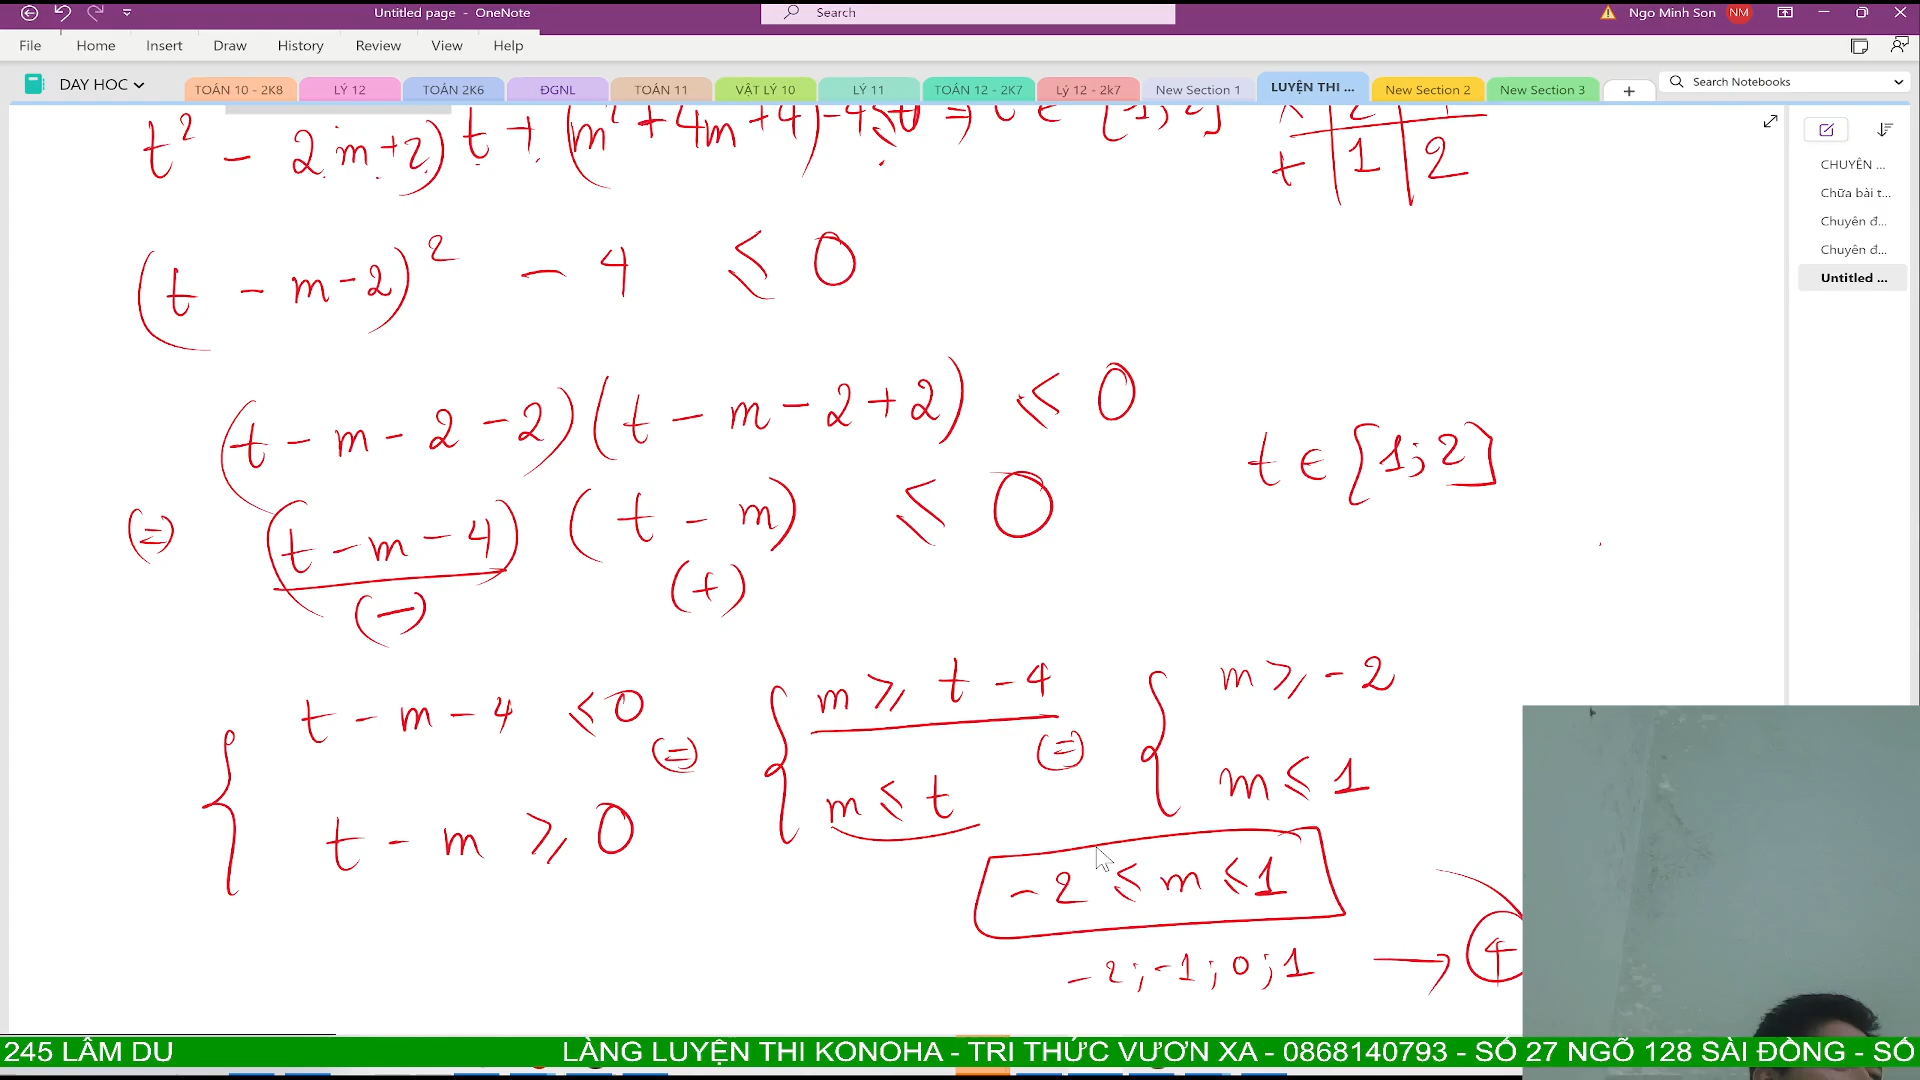 Untitled page - OneNote
Search
Ngo Minh Son NM
File Home Insert Draw History Review View Help
DAY HOC
TOÁN 10 - 2K8 LÝ 12 TOÁN 2K6 ĐGNL TOÁN 11 VẬT LÝ 10 LÝ 11 TOÁN 12 - 2K7 Lý 12 - 2k7 New Section 1 LUYỆN THI ... New Section 2 New Section 3 +
Search Notebooks
CHUYÊN ...
Chữa bài t...
Chuyên đ...
Chuyên đ...
Untitled ...
t² - 2m+2) t + (m² + 4m + 4) - 4 ≤ 0 ⇒ t ∈ [1; 2]
t 1 2
(t - m - 2)² - 4 ≤ 0
(t - m - 2 - 2)(t - m - 2 + 2) ≤ 0
t ∈ [1; 2]
(=) (t - m - 4) (t - m) ≤ 0
(-) (+)
{ t - m - 4 ≤ 0 (=) { m ≥ t - 4 (=) { m ≥ -2
t - m ≥ 0 m ≤ t m ≤ 1
-2 ≤ m ≤ 1
-2; -1; 0; 1 → 4
245 LÂM DU LÀNG LUYỆN THI KONOHA - TRI THỨC VƯƠN XA - 0868140793 - SỐ 27 NGÕ 128 SÀI ĐỒNG - SỐ